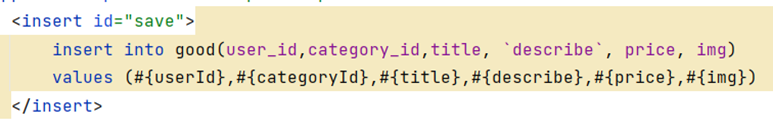 <insert id="save">
insert into good(user_id,category_id,title, `describe`, price, img)
values (#{userId},#{categoryId},#{title},#{describe},#{price},#{img})
</insert>